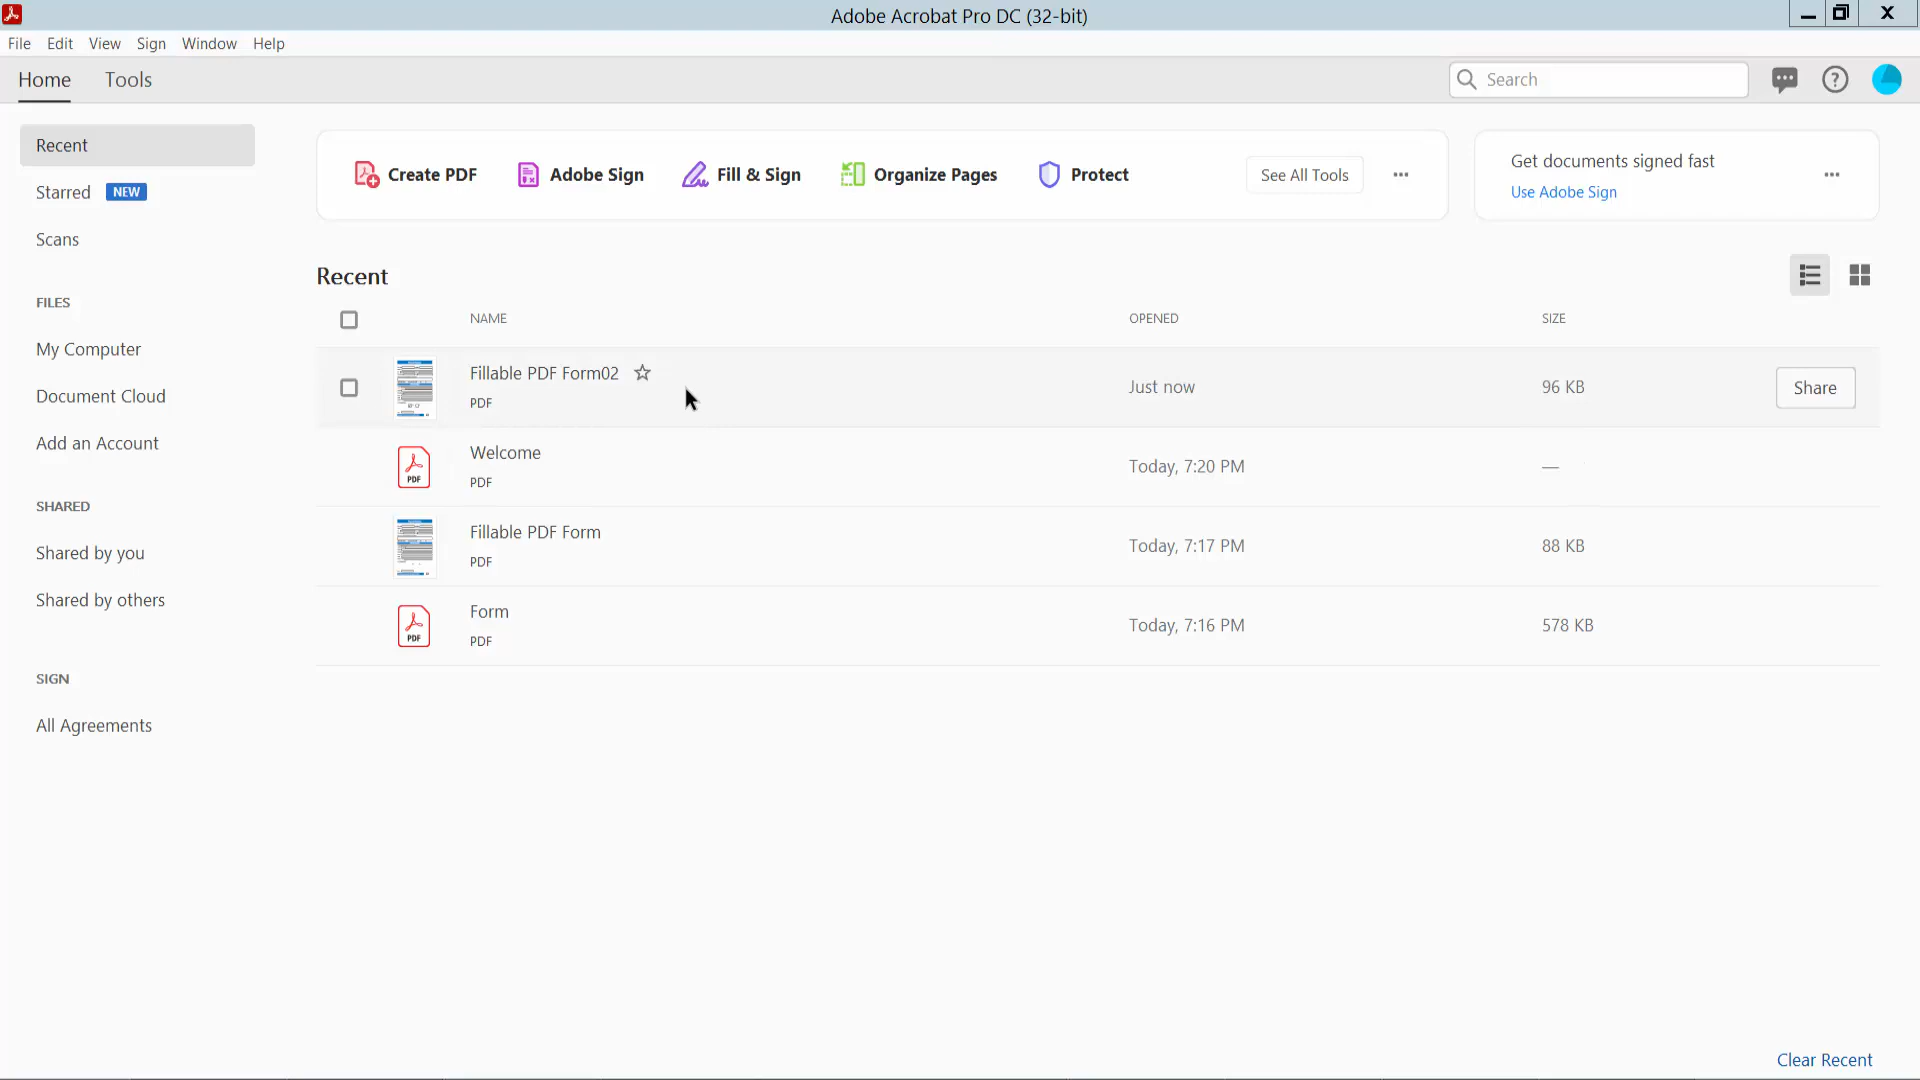 Adobe Acrobat Pro DC (32-bit)
File Edit View Sign Window Help
Home Tools
Search
Recent
Starred NEW
Scans
FILES
My Computer
Document Cloud
Add an Account
SHARED
Shared by you
Shared by others
SIGN
All Agreements
Create PDF Adobe Sign Fill & Sign Organize Pages Protect See All Tools
Get documents signed fast
Use Adobe Sign
Recent
NAME OPENED SIZE
Fillable PDF Form02 Just now 96 KB Share
PDF
Welcome Today, 7:20 PM —
PDF
PDF
Fillable PDF Form Today, 7:17 PM 88 KB
PDF
Form Today, 7:16 PM 578 KB
PDF
PDF
Clear Recent